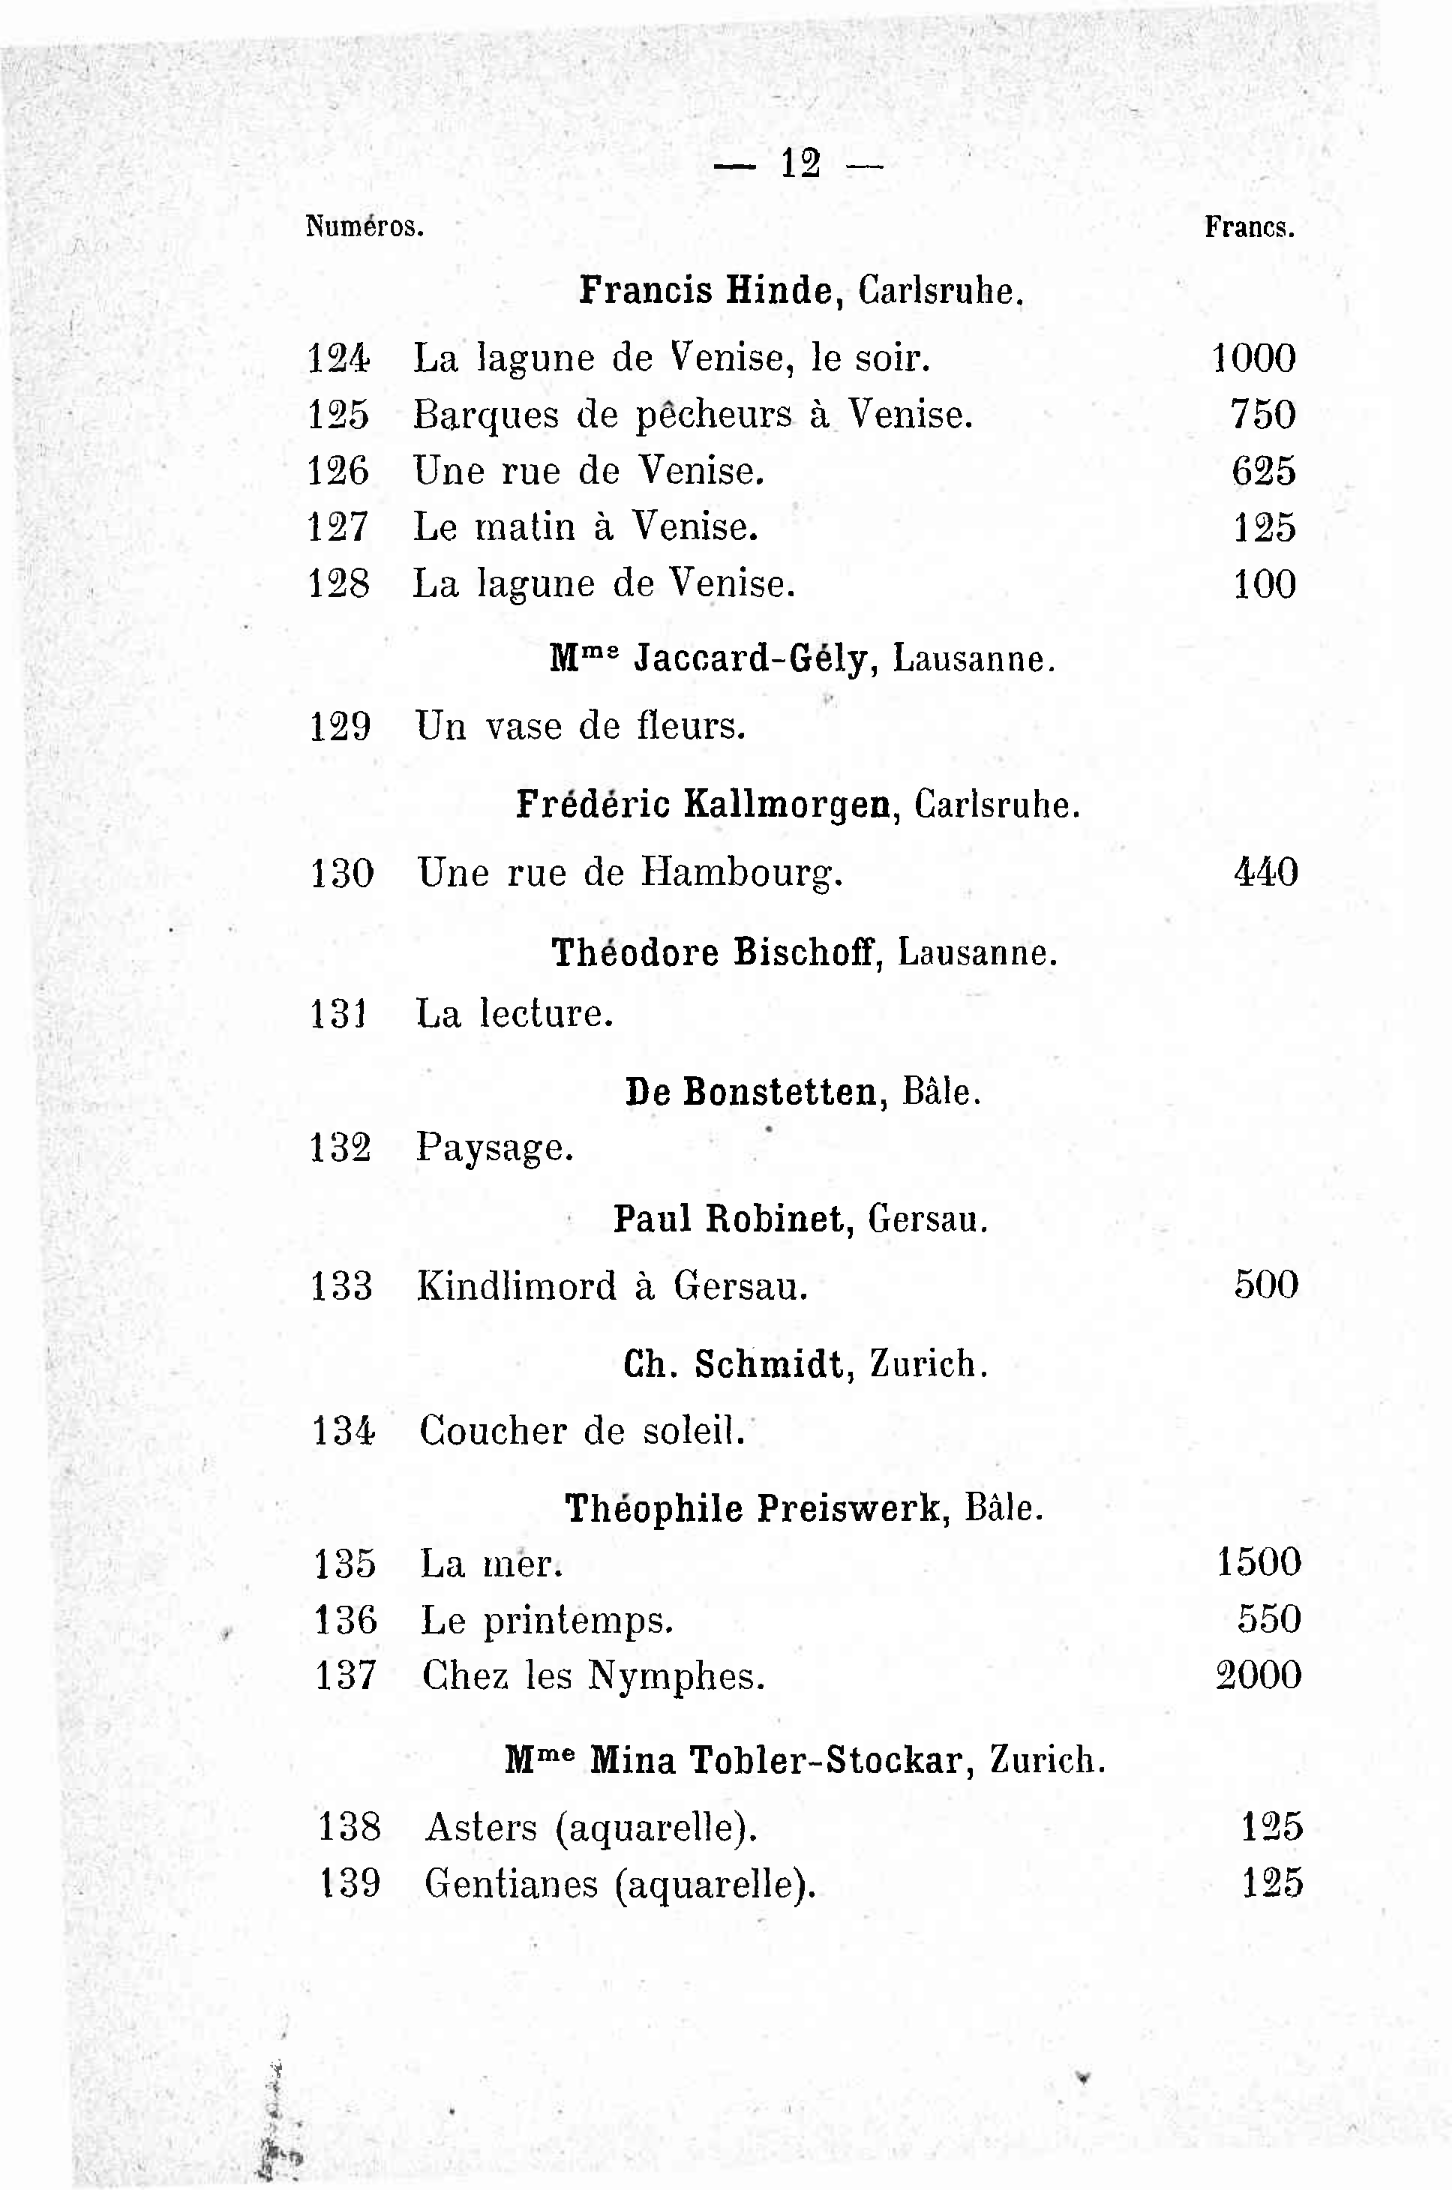 — 12 —
Numéros. Francs.
Francis Hinde, Carlsruhe.
124 La lagune de Venise, le soir. 1000
125 Barques de pêcheurs à Venise. 750
126 Une rue de Venise. 625
127 Le matin à Venise. 125
128 La lagune de Venise. 100
Mme Jaccard-Gély, Lausanne.
129 Un vase de fleurs.
Frédéric Kallmorgen, Carlsruhe.
130 Une rue de Hambourg. 440
Théodore Bischoff, Lausanne.
131 La lecture.
De Bonstetten, Bâle.
132 Paysage.
Paul Robinet, Gersau.
133 Kindlimord à Gersau. 500
Ch. Schmidt, Zurich.
134 Coucher de soleil.
Théophile Preiswerk, Bâle.
135 La mer. 1500
136 Le printemps. 550
137 Chez les Nymphes. 2000
Mme Mina Tobler-Stockar, Zurich.
138 Asters (aquarelle). 125
139 Gentianes (aquarelle). 125